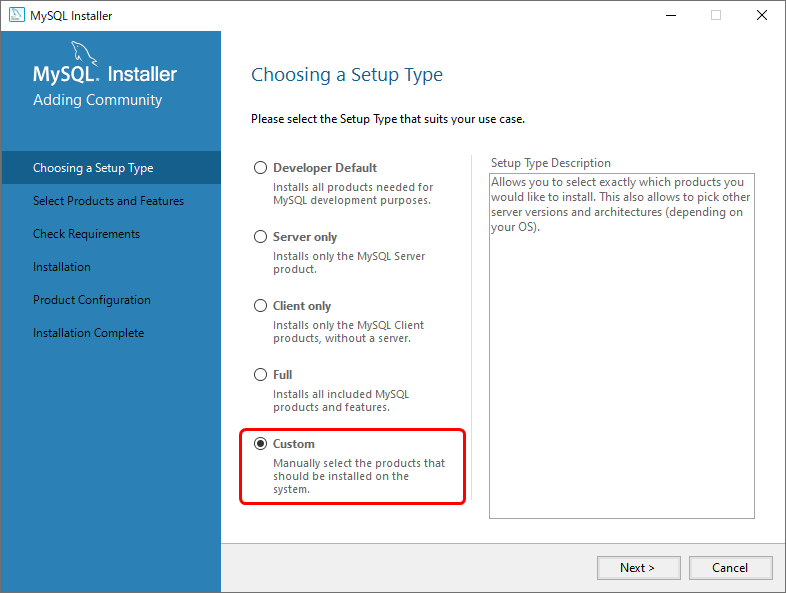 MySQL Installer
MySQL. Installer
Adding Community
Choosing a Setup Type
Select Products and Features
Check Requirements
Installation
Product Configuration
Installation Complete
Choosing a Setup Type
Please select the Setup Type that suits your use case.
Developer Default
Installs all products needed for
MySQL development purposes.
Server only
Installs only the MySQL Server
product.
Client only
Installs only the MySQL Client
products, without a server.
Full
Installs all included MySQL
products and features.
Custom
Manually select the products that
should be installed on the
system.
Setup Type Description
Allows you to select exactly which products you
would like to install. This also allows to pick other
server versions and architectures (depending on
your OS).
Next >
Cancel